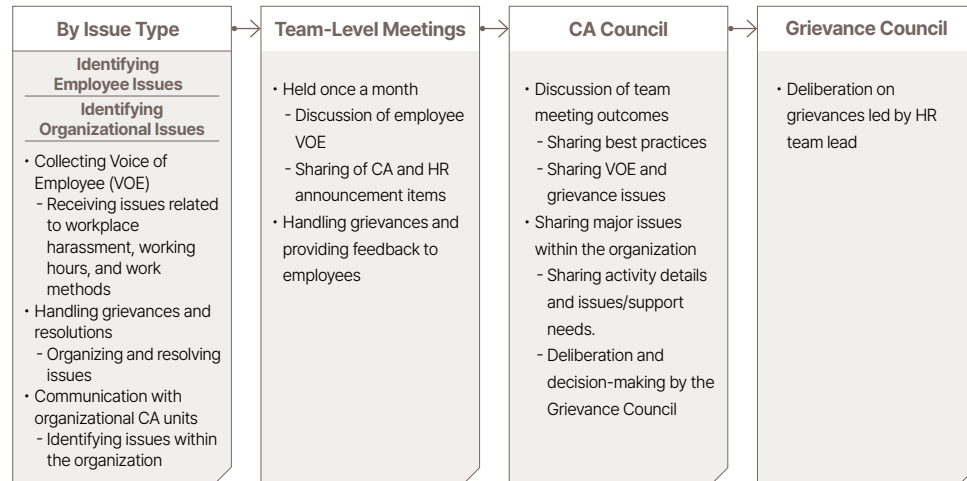 By Issue Type
Identifying
Employee Issues
Identifying
Organizational Issues
• Collecting Voice of
Employee (VOE)
- Receiving issues related
to workplace
harassment, working
hours, and work
methods
• Handling grievances and
resolutions
- Organizing and resolving
issues
• Communication with
organizational CA units
- Identifying issues within
the organization
Team-Level Meetings
• Held once a month
- Discussion of employee
VOE
- Sharing of CA and HR
announcement items
• Handling grievances and
providing feedback to
employees
CA Council
• Discussion of team
meeting outcomes
- Sharing best practices
- Sharing VOE and
grievance issues
• Sharing major issues
within the organization
- Sharing activity details
and issues/support
needs.
- Deliberation and
decision-making by the
Grievance Council
Grievance Council
• Deliberation on
grievances led by HR
team lead